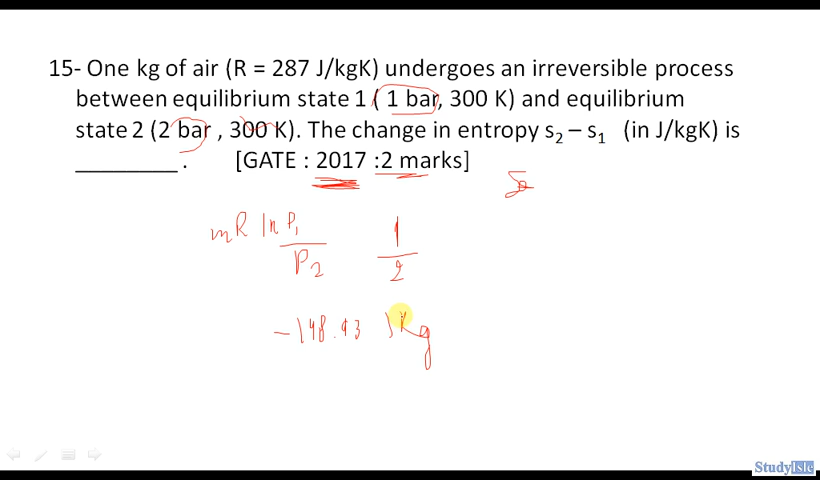 15- One kg of air (R = 287 J/kgK) undergoes an irreversible process
between equilibrium state 1 ( 1 bar, 300 K) and equilibrium
state 2 (2 bar , 300 K). The change in entropy s₂ – s₁ (in J/kgK) is
________ . [GATE : 2017 :2 marks]
mR ln P₁ 1
P₂ 2
-198.93 J kg
StudyIsle